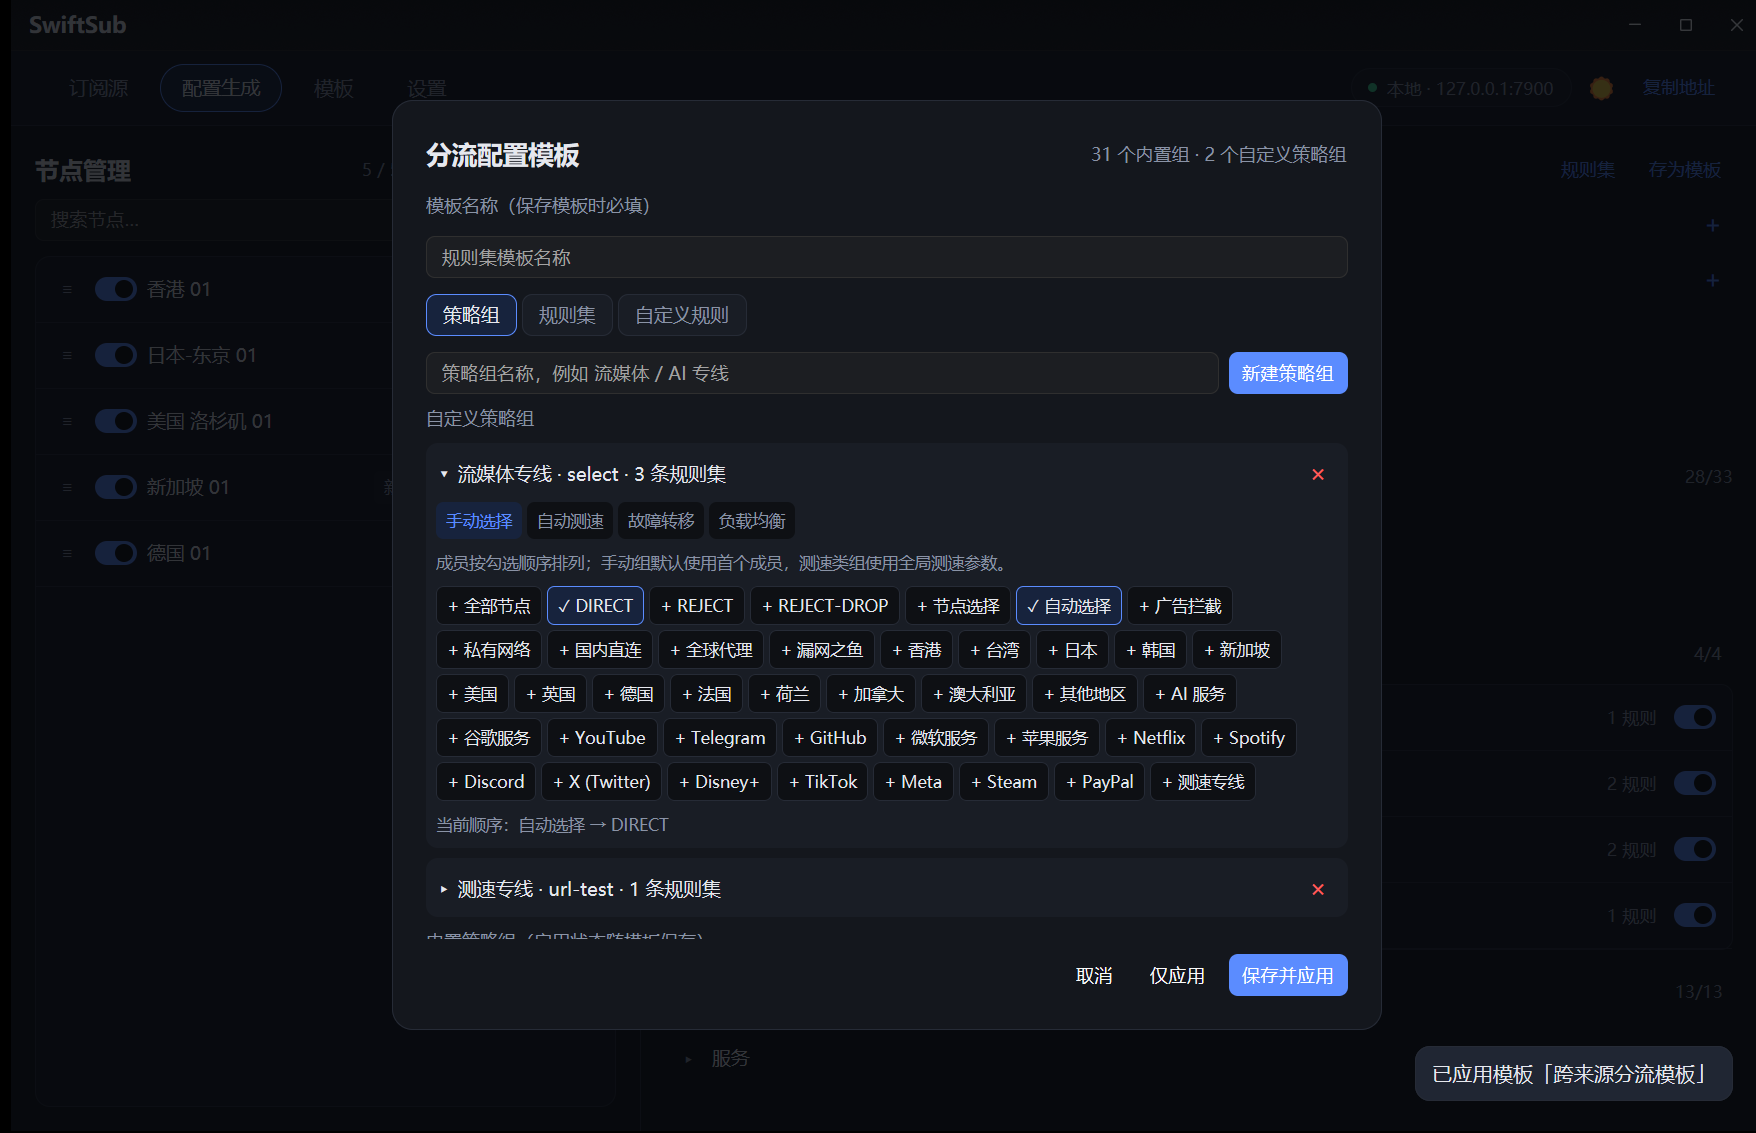 SwiftSub
订阅源 配置生成 模板 设置 本地 · 127.0.0.1:7900 复制地址
节点管理 5 /
规则集 存为模板
搜索节点...
香港 01
日本-东京 01
美国 洛杉矶 01
新加坡 01
德国 01
分流配置模板 31 个内置组 · 2 个自定义策略组
模板名称（保存模板时必填）
规则集模板名称
策略组 规则集 自定义规则
策略组名称，例如 流媒体 / AI 专线 新建策略组
自定义策略组
▾ 流媒体专线 · select · 3 条规则集 ✕
手动选择 自动测速 故障转移 负载均衡
成员按勾选顺序排列；手动组默认使用首个成员，测速类组使用全局测速参数。
+ 全部节点 ✓ DIRECT + REJECT + REJECT-DROP + 节点选择 ✓ 自动选择 + 广告拦截
+ 私有网络 + 国内直连 + 全球代理 + 漏网之鱼 + 香港 + 台湾 + 日本 + 韩国 + 新加坡
+ 美国 + 英国 + 德国 + 法国 + 荷兰 + 加拿大 + 澳大利亚 + 其他地区 + AI 服务
+ 谷歌服务 + YouTube + Telegram + GitHub + 微软服务 + 苹果服务 + Netflix + Spotify
+ Discord + X (Twitter) + Disney+ + TikTok + Meta + Steam + PayPal + 测速专线
当前顺序：自动选择 → DIRECT
▸ 测速专线 · url-test · 1 条规则集 ✕
内置策略组（启用状态随模板保存）
取消 仅应用 保存并应用
+
+
28/33
4/4
1 规则
2 规则
2 规则
1 规则
13/13
▸ 服务
已应用模板「跨来源分流模板」